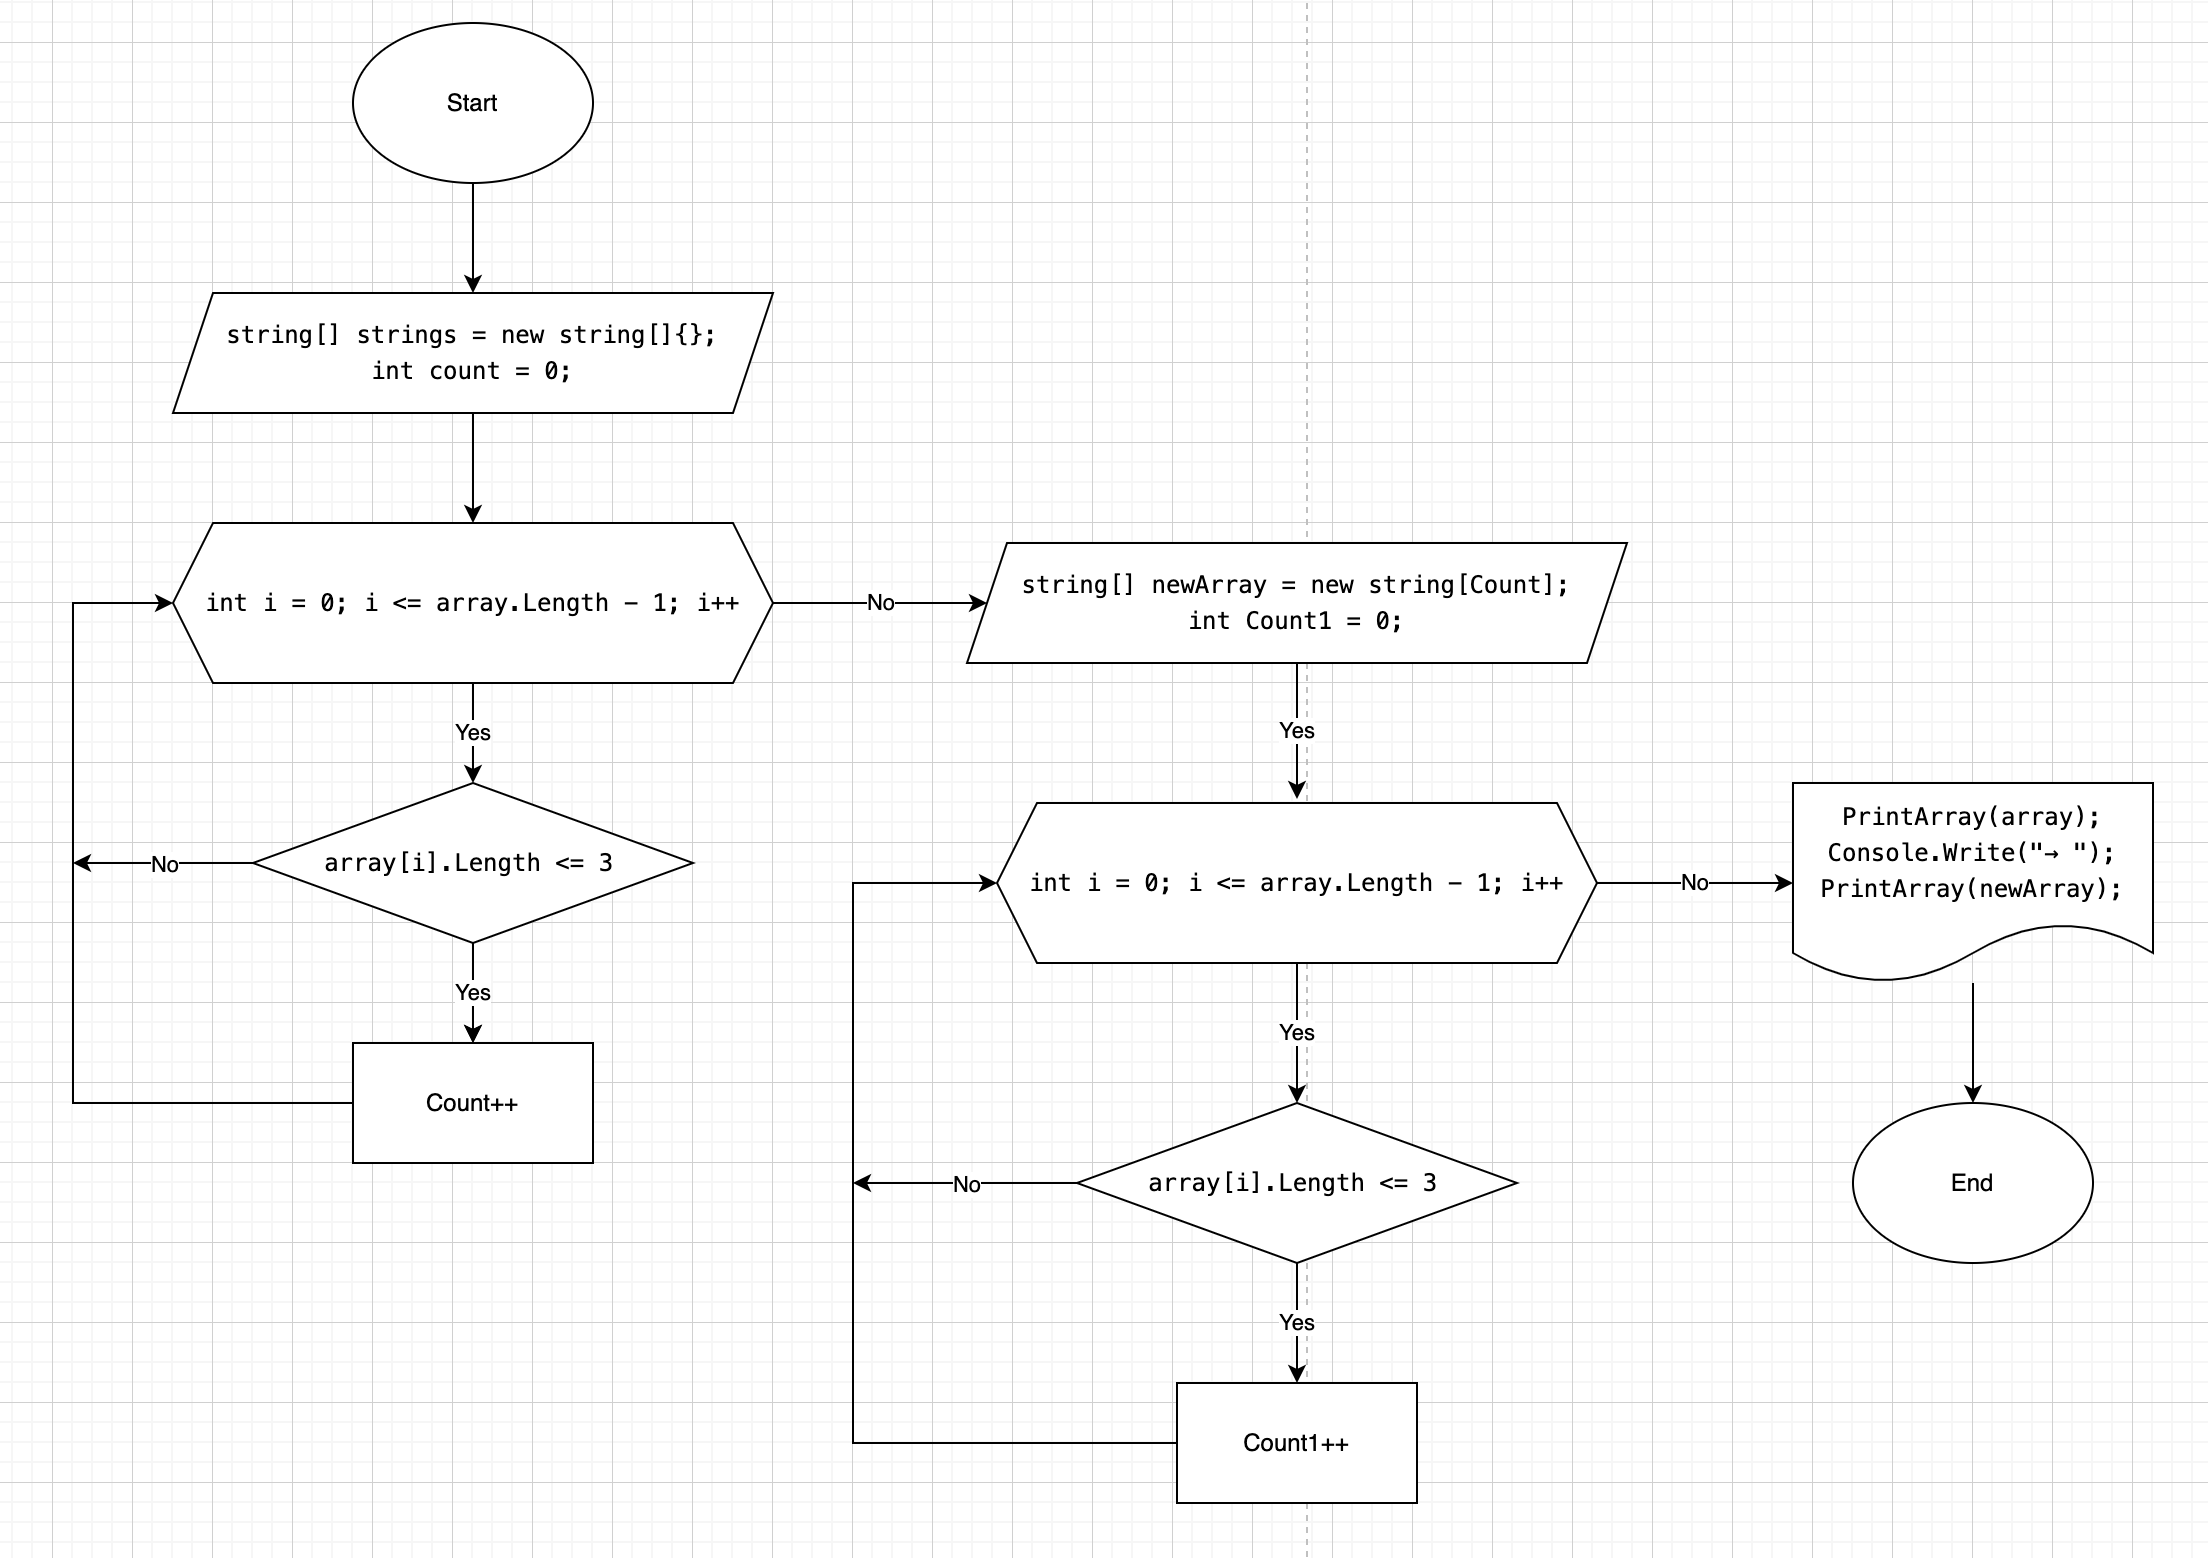 Start
string[] strings = new string[]{};
int count = 0;
int i = 0; i <= array.Length - 1; i++
No
Yes
array[i].Length <= 3
No
Yes
Count++
string[] newArray = new string[Count];
int Count1 = 0;
Yes
int i = 0; i <= array.Length - 1; i++
No
Yes
array[i].Length <= 3
No
Yes
Count1++
PrintArray(array);
Console.Write("→ ");
PrintArray(newArray);
End